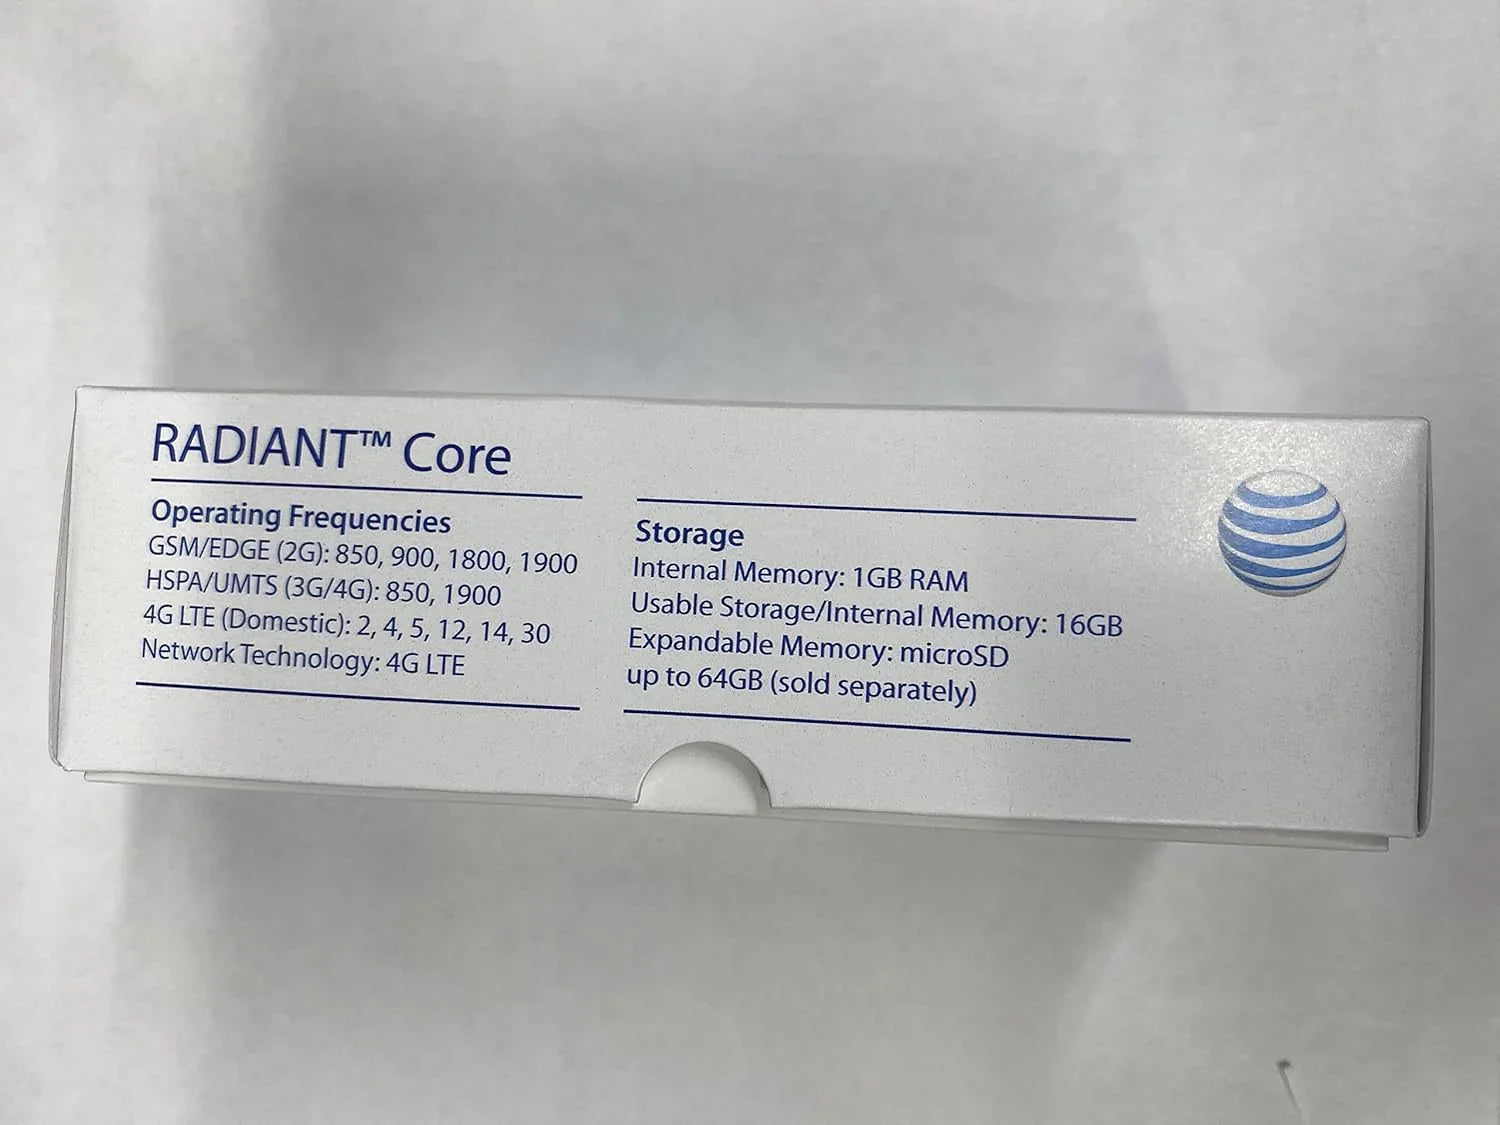 RADIANT™ Core
Operating Frequencies
GSM/EDGE (2G): 850, 900, 1800, 1900
HSPA/UMTS (3G/4G): 850, 1900
4G LTE (Domestic): 2, 4, 5, 12, 14, 30
Network Technology: 4G LTE
Storage
Internal Memory: 1GB RAM
Usable Storage/Internal Memory: 16GB
Expandable Memory: microSD
up to 64GB (sold separately)